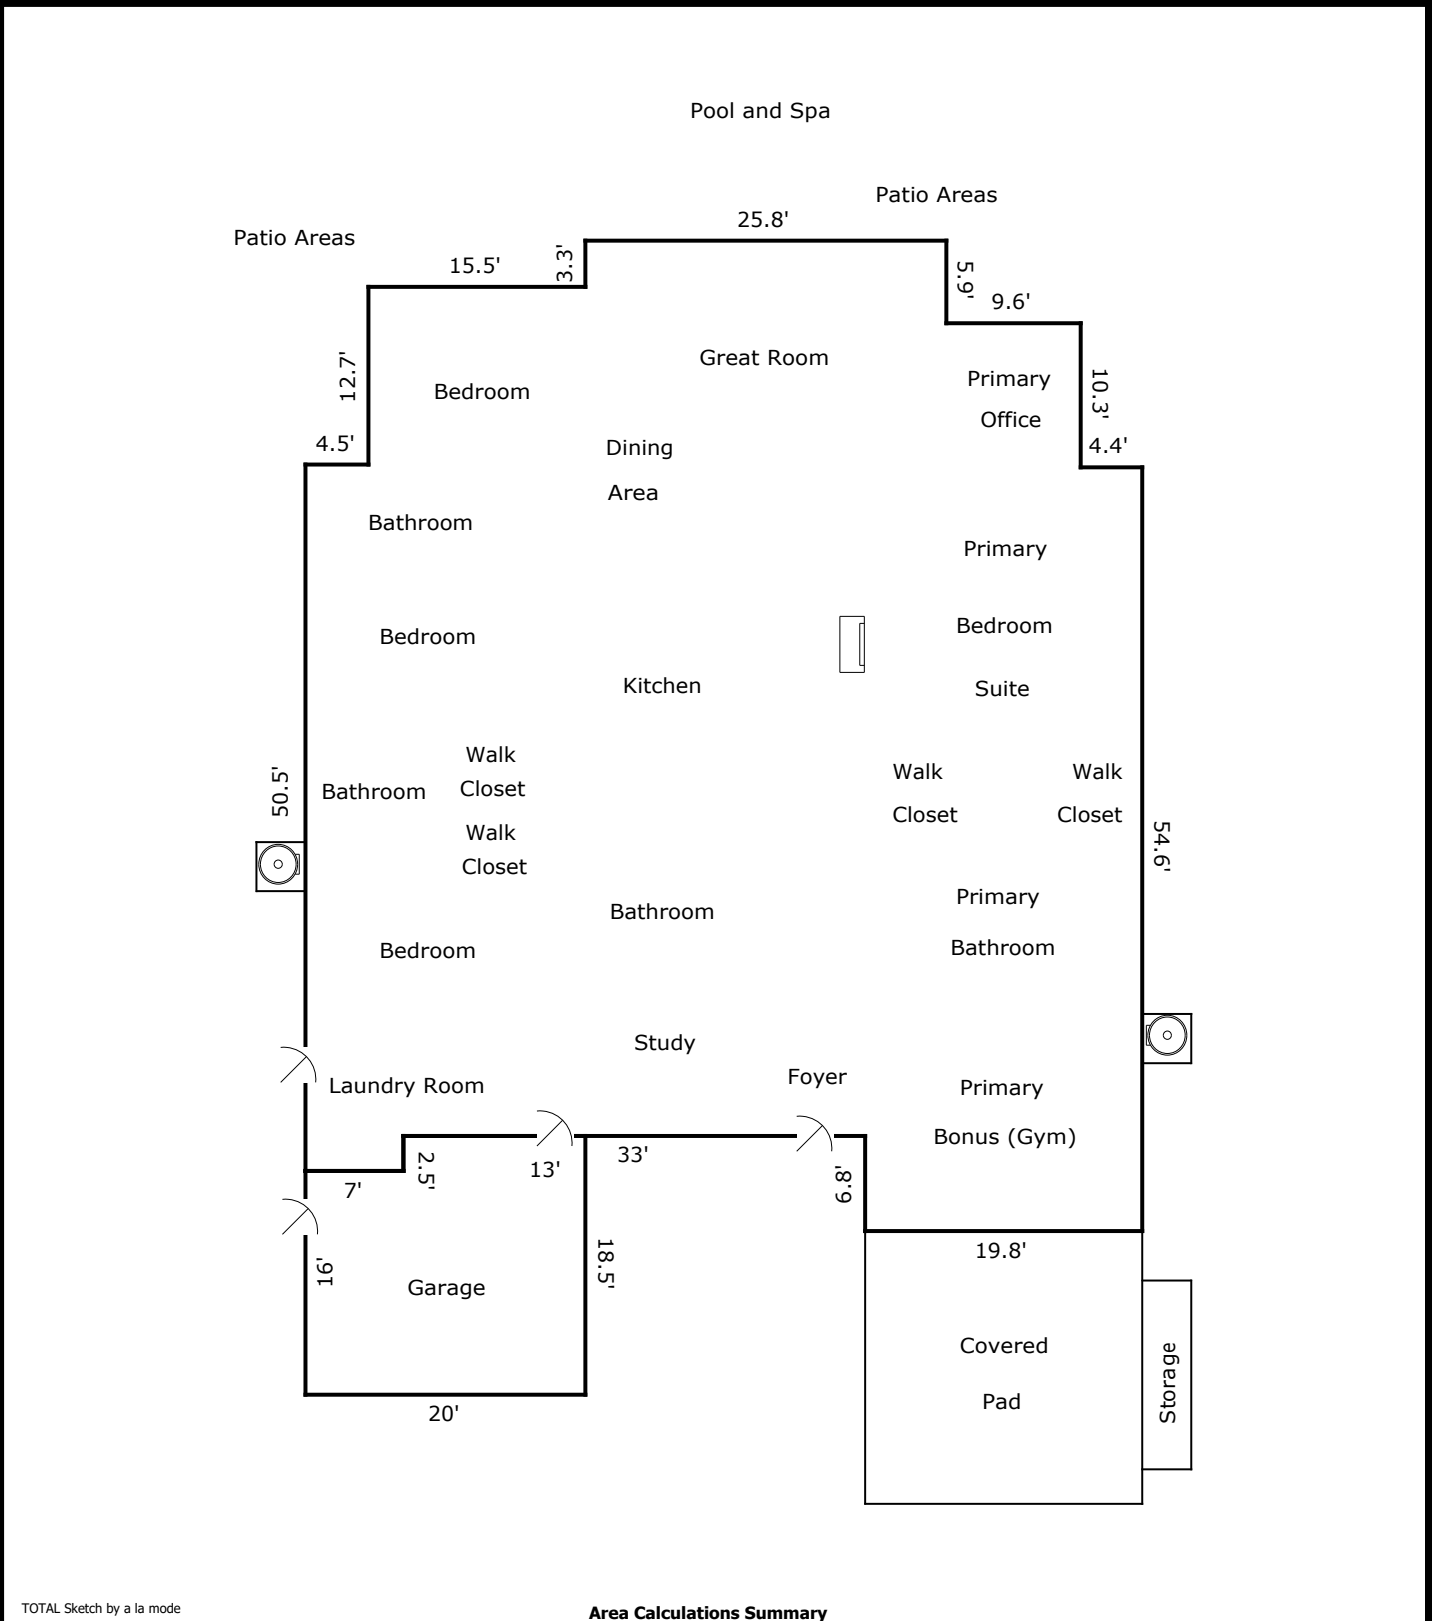 Pool and Spa
Patio Areas
25.8'
Patio Areas
3.3'
15.5'
5.9'
9.6'
Great Room
12.7'
Primary
10.3'
Bedroom
Office
4.5'
Dining
4.4'
Area
Bathroom
Primary
Bedroom
Bedroom
Kitchen
Suite
Walk
Walk
Walk
50.5'
Bathroom
Closet
Closet
Closet
Walk
54.6'
Closet
Primary
Bathroom
Bedroom
Bathroom
Study
Foyer
Laundry Room
Primary
Bonus (Gym)
33'
13'
2.5'
6.8'
7'
19.8'
18.5'
16'
Garage
Covered
Storage
Pad
20'
TOTAL Sketch by a la mode
Area Calculations Summary